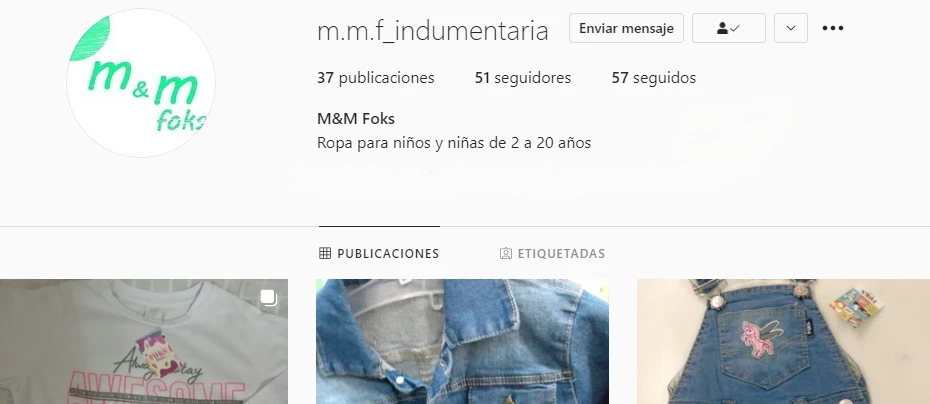 m & m
foks
m.m.f_indumentaria
Enviar mensaje
37 publicaciones
51 seguidores
57 seguidos
M&M Foks
Ropa para niños y niñas de 2 a 20 años
PUBLICACIONES
ETIQUETADAS
Always stay
AWESOME
FOKS